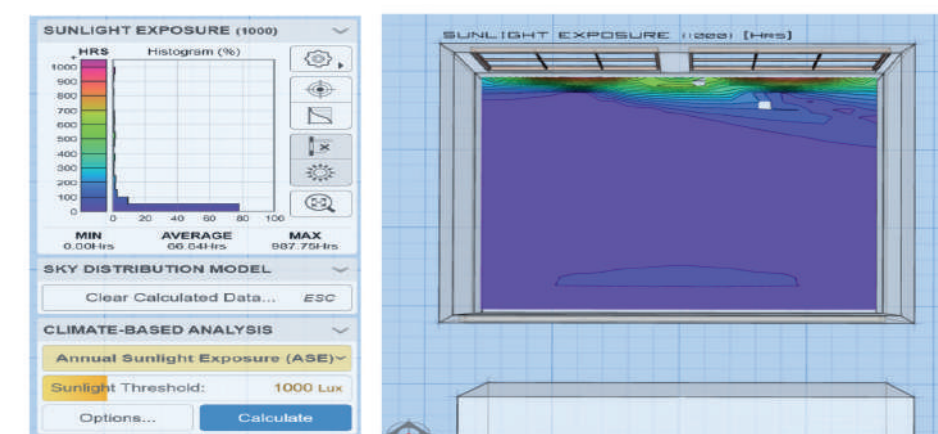 SUNLIGHT EXPOSURE (1000)
HRS Histogram (%)
+
1000
900
800
700
600
500
400
300
200
100
0
0 20 40 60 80 100
MIN AVERAGE MAX
0.00Hrs 66.64Hrs 987.75Hrs
SKY DISTRIBUTION MODEL
Clear Calculated Data... ESC
CLIMATE-BASED ANALYSIS
Annual Sunlight Exposure (ASE)
Sunlight Threshold: 1000 Lux
Options... Calculate
SUNLIGHT EXPOSURE (1000) [HRS]